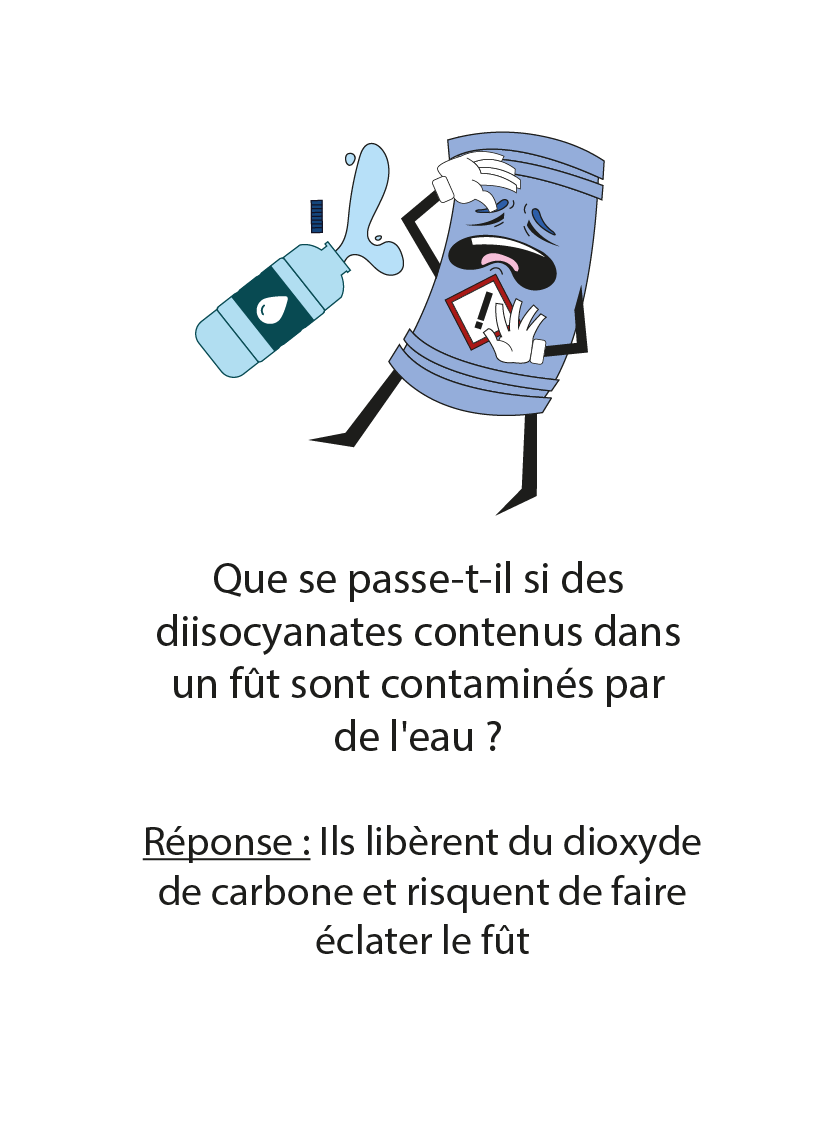 Que se passe-t-il si des
diisocyanates contenus dans
un fût sont contaminés par
de l'eau ?
Réponse : Ils libèrent du dioxyde
de carbone et risquent de faire
éclater le fût